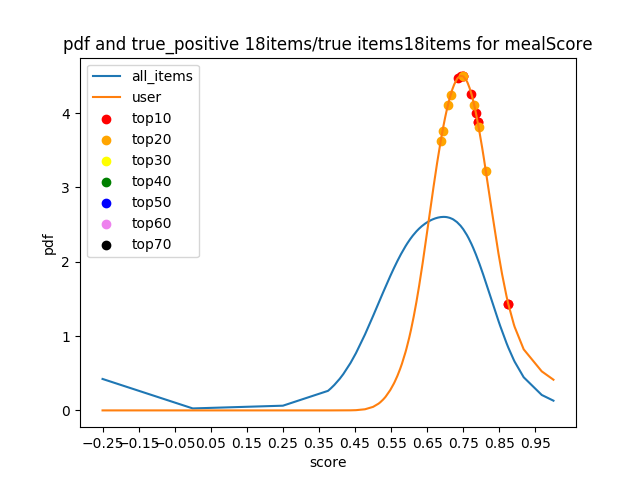 pdf and true_positive 18items/true items18items for mealScore
all_items
user
top10
top20
top30
top40
top50
top60
top70
pdf
4
3
2
1
0
−0.25 −0.15 −0.05 0.05 0.15 0.25 0.35 0.45 0.55 0.65 0.75 0.85 0.95
score